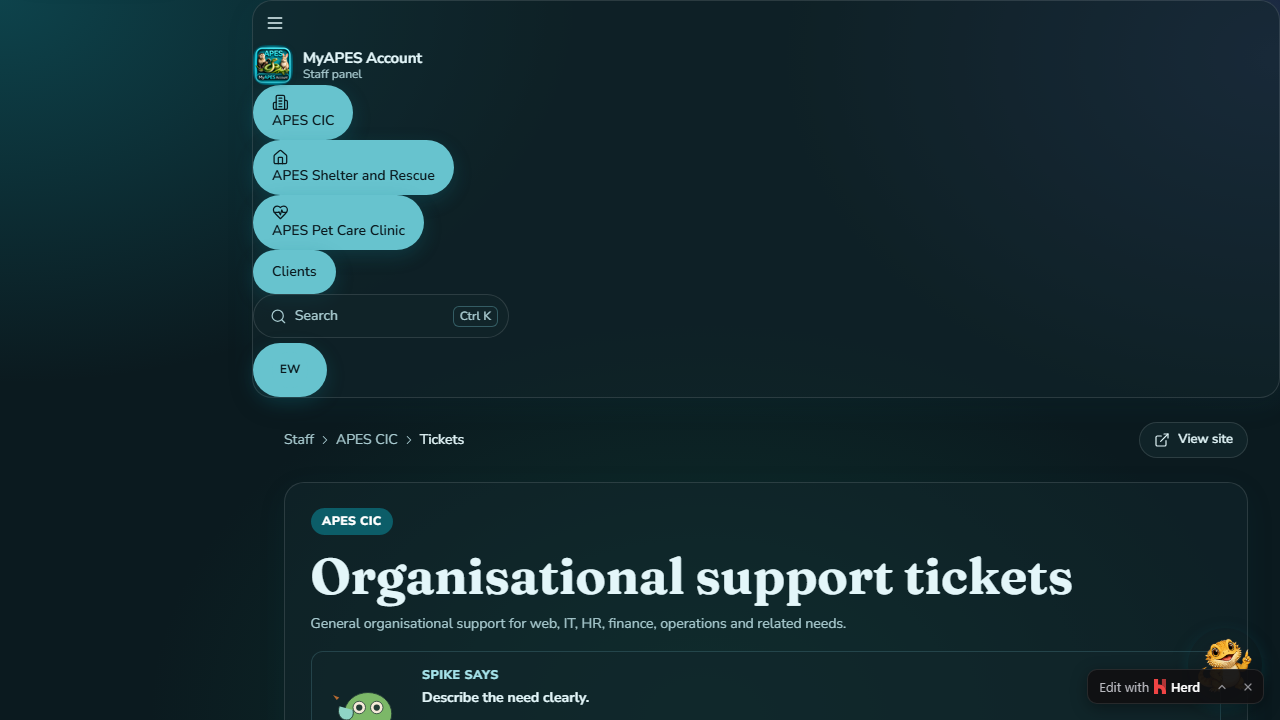 MyAPES Account
Staff panel
APES CIC
APES Shelter and Rescue
APES Pet Care Clinic
Clients
Search Ctrl K
EW
Staff > APES CIC > Tickets
View site
APES CIC
Organisational support tickets
General organisational support for web, IT, HR, finance, operations and related needs.
SPIKE SAYS
Describe the need clearly.
Edit with Herd